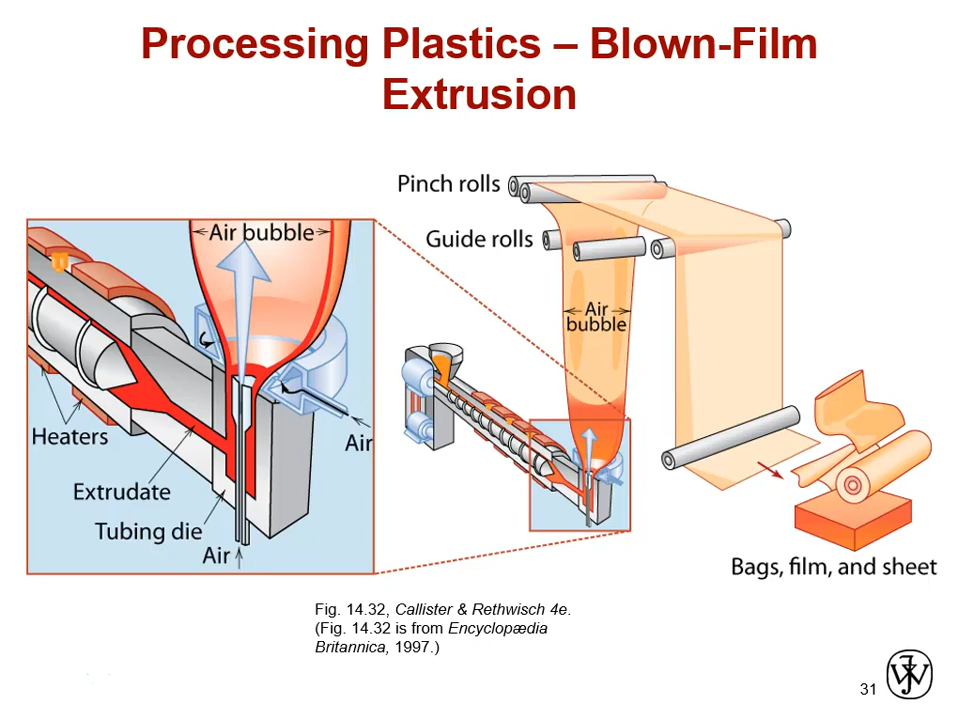 Processing Plastics – Blown-Film
Extrusion
Pinch rolls
Guide rolls
Air bubble
Air
bubble
Heaters
Air
Extrudate
Tubing die
Air
Bags, film, and sheet
Fig. 14.32, Callister & Rethwisch 4e.
(Fig. 14.32 is from Encyclopædia
Britannica, 1997.)
31